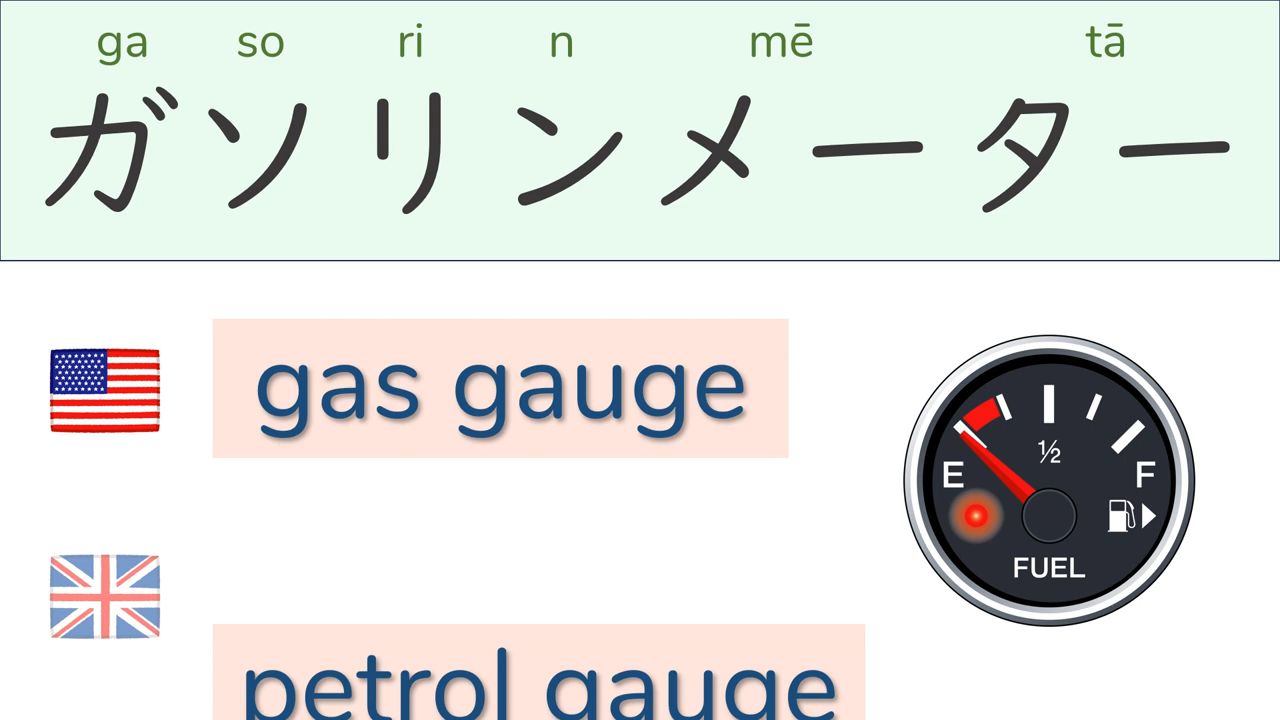 ga so ri n mē tā
ガソリンメーター
gas gauge
½
E F
FUEL
petrol gauge